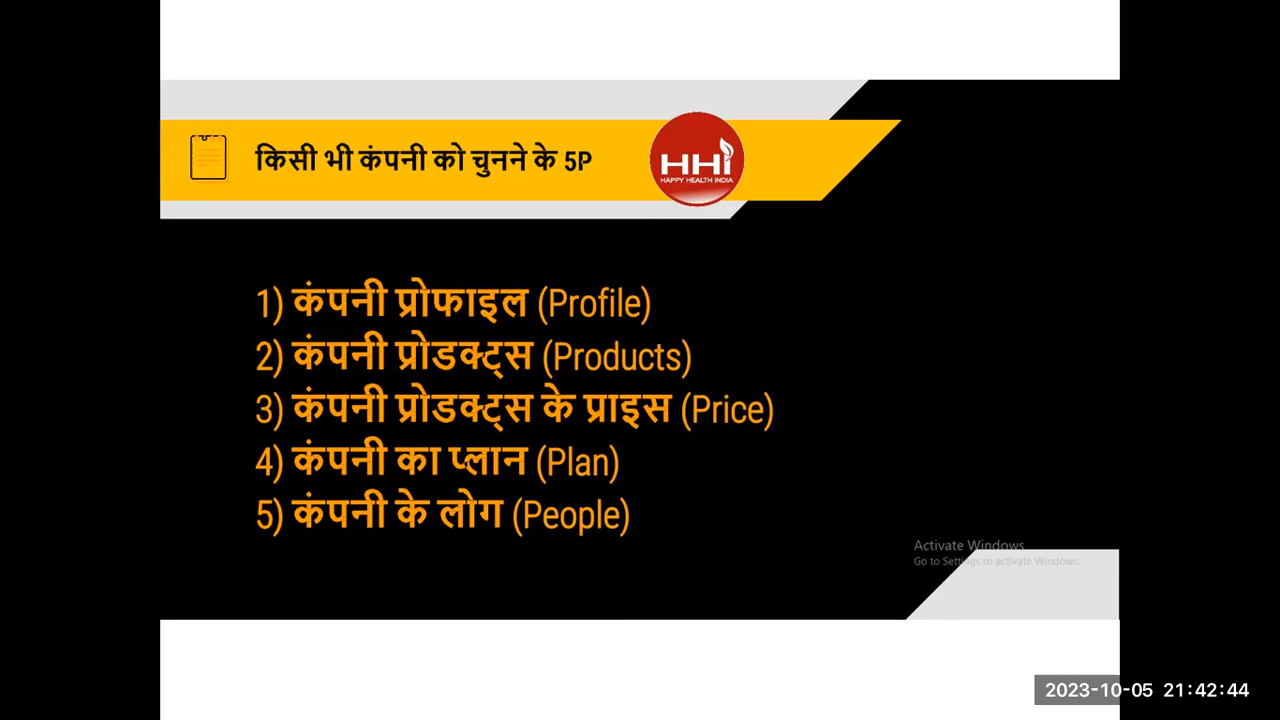 किसी भी कंपनी को चुनने के 5P
HHI
HAPPY HEALTH INDIA
1) कंपनी प्रोफाइल (Profile)
2) कंपनी प्रोडक्ट्स (Products)
3) कंपनी प्रोडक्ट्स के प्राइस (Price)
4) कंपनी का प्लान (Plan)
5) कंपनी के लोग (People)
Activate Windows
Go to Settings to activate Windows.
2023-10-05 21:42:44